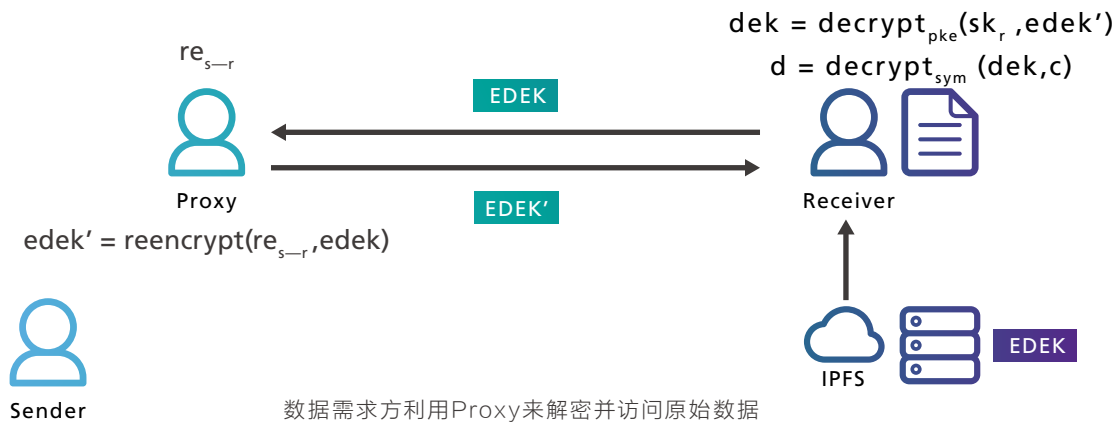 dek = decrypt_pke(sk_r ,edek’)
re_s—r
d = decrypt_sym (dek,c)
EDEK
Proxy
Receiver
EDEK’
edek’ = reencrypt(re_s—r ,edek)
EDEK
IPFS
Sender
数据需求方利用Proxy来解密并访问原始数据